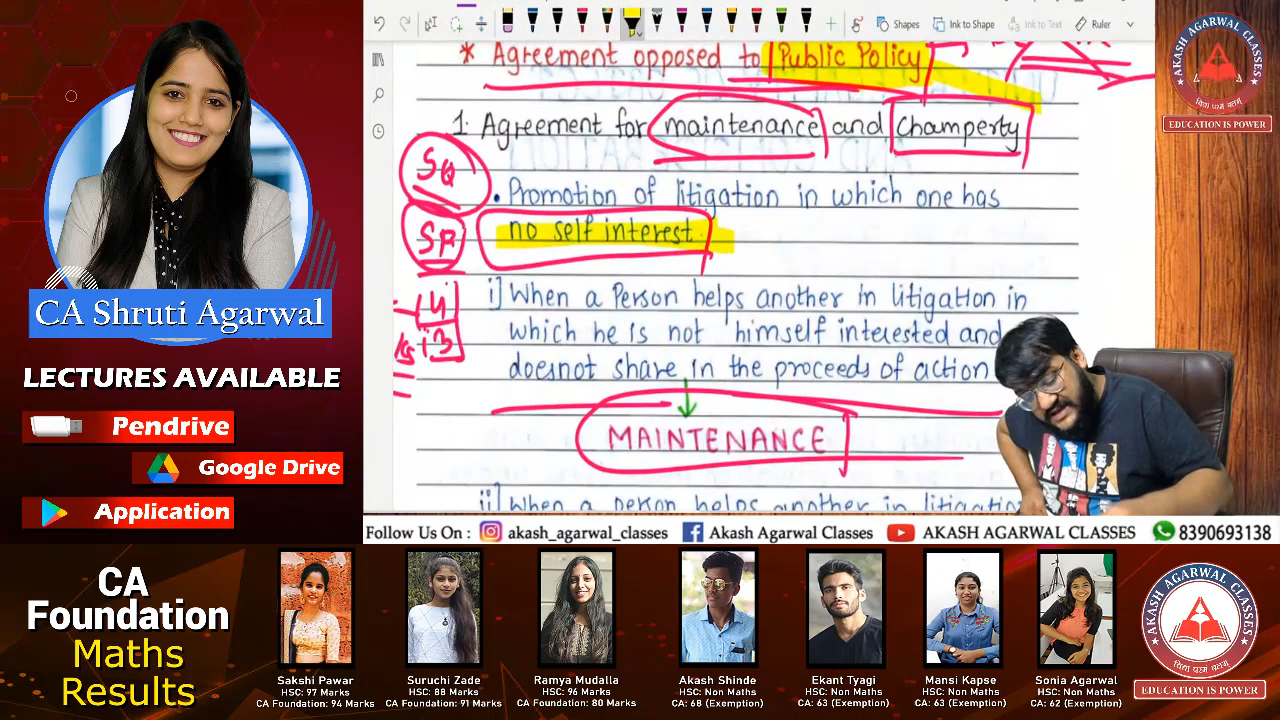 CA Shruti Agarwal
LECTURES AVAILABLE
Pendrive
Google Drive
Application
Shapes
Ink to Shape
Ink to Text
Ruler
* Agreement opposed to Public Policy
1. Agreement for maintenance and Champerty
SQ
• Promotion of litigation in which one has
no self interest
i] When a Person helps another in litigation in
which he is not himself interested and
doesnot share in the proceeds of action
MAINTENANCE
ii] When a person helps another in litigation
AKASH AGARWAL CLASSES
विद्या परमं बलम्
EDUCATION IS POWER
Follow Us On : akash_agarwal_classes Akash Agarwal Classes AKASH AGARWAL CLASSES 8390693138
CA
Foundation
Maths
Results
Sakshi Pawar
HSC: 97 Marks
CA Foundation: 94 Marks
Suruchi Zade
HSC: 88 Marks
CA Foundation: 91 Marks
Ramya Mudalla
HSC: 96 Marks
CA Foundation: 80 Marks
Akash Shinde
HSC: Non Maths
CA: 68 (Exemption)
Ekant Tyagi
HSC: Non Maths
CA: 63 (Exemption)
Mansi Kapse
HSC: Non Maths
CA: 63 (Exemption)
Sonia Agarwal
HSC: Non Maths
CA: 62 (Exemption)
AKASH AGARWAL CLASSES
विद्या परमं बलम्
EDUCATION IS POWER